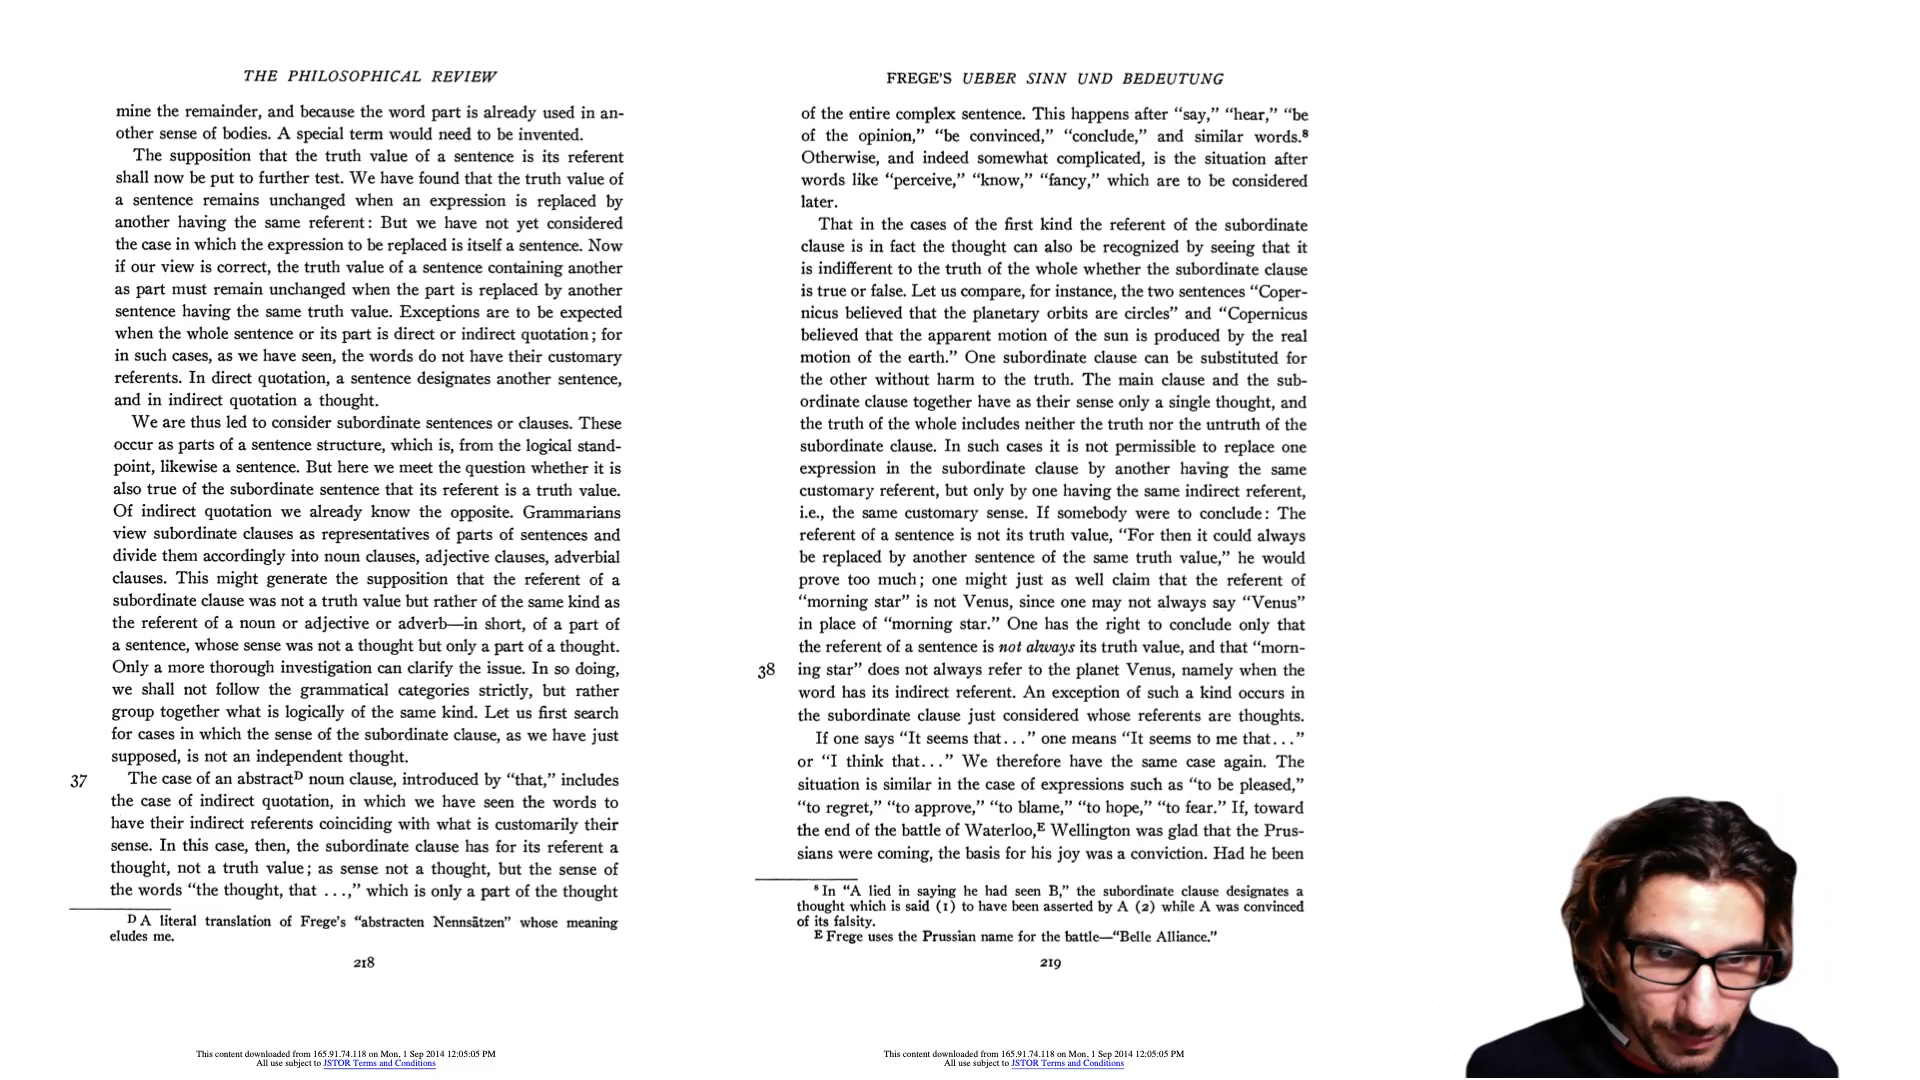 THE PHILOSOPHICAL REVIEW
mine the remainder, and because the word part is already used in an-
other sense of bodies. A special term would need to be invented.
The supposition that the truth value of a sentence is its referent
shall now be put to further test. We have found that the truth value of
a sentence remains unchanged when an expression is replaced by
another having the same referent: But we have not yet considered
the case in which the expression to be replaced is itself a sentence. Now
if our view is correct, the truth value of a sentence containing another
as part must remain unchanged when the part is replaced by another
sentence having the same truth value. Exceptions are to be expected
when the whole sentence or its part is direct or indirect quotation; for
in such cases, as we have seen, the words do not have their customary
referents. In direct quotation, a sentence designates another sentence,
and in indirect quotation a thought.
We are thus led to consider subordinate sentences or clauses. These
occur as parts of a sentence structure, which is, from the logical stand-
point, likewise a sentence. But here we meet the question whether it is
also true of the subordinate sentence that its referent is a truth value.
Of indirect quotation we already know the opposite. Grammarians
view subordinate clauses as representatives of parts of sentences and
divide them accordingly into noun clauses, adjective clauses, adverbial
clauses. This might generate the supposition that the referent of a
subordinate clause was not a truth value but rather of the same kind as
the referent of a noun or adjective or adverb—in short, of a part of
a sentence, whose sense was not a thought but only a part of a thought.
Only a more thorough investigation can clarify the issue. In so doing,
we shall not follow the grammatical categories strictly, but rather
group together what is logically of the same kind. Let us first search
for cases in which the sense of the subordinate clause, as we have just
supposed, is not an independent thought.
37 The case of an abstractᴰ noun clause, introduced by “that,” includes
the case of indirect quotation, in which we have seen the words to
have their indirect referents coinciding with what is customarily their
sense. In this case, then, the subordinate clause has for its referent a
thought, not a truth value; as sense not a thought, but the sense of
the words “the thought, that ...,” which is only a part of the thought
ᴰ A literal translation of Frege’s “abstracten Nennsätzen” whose meaning
eludes me.
218
This content downloaded from 165.91.74.118 on Mon, 1 Sep 2014 12:05:05 PM
All use subject to JSTOR Terms and Conditions
FREGE’S UEBER SINN UND BEDEUTUNG
of the entire complex sentence. This happens after “say,” “hear,” “be
of the opinion,” “be convinced,” “conclude,” and similar words.⁸
Otherwise, and indeed somewhat complicated, is the situation after
words like “perceive,” “know,” “fancy,” which are to be considered
later.
That in the cases of the first kind the referent of the subordinate
clause is in fact the thought can also be recognized by seeing that it
is indifferent to the truth of the whole whether the subordinate clause
is true or false. Let us compare, for instance, the two sentences “Coper-
nicus believed that the planetary orbits are circles” and “Copernicus
believed that the apparent motion of the sun is produced by the real
motion of the earth.” One subordinate clause can be substituted for
the other without harm to the truth. The main clause and the sub-
ordinate clause together have as their sense only a single thought, and
the truth of the whole includes neither the truth nor the untruth of the
subordinate clause. In such cases it is not permissible to replace one
expression in the subordinate clause by another having the same
customary referent, but only by one having the same indirect referent,
i.e., the same customary sense. If somebody were to conclude: The
referent of a sentence is not its truth value, “For then it could always
be replaced by another sentence of the same truth value,” he would
prove too much; one might just as well claim that the referent of
“morning star” is not Venus, since one may not always say “Venus”
in place of “morning star.” One has the right to conclude only that
the referent of a sentence is not always its truth value, and that “morn-
38 ing star” does not always refer to the planet Venus, namely when the
word has its indirect referent. An exception of such a kind occurs in
the subordinate clause just considered whose referents are thoughts.
If one says “It seems that...” one means “It seems to me that...”
or “I think that...” We therefore have the same case again. The
situation is similar in the case of expressions such as “to be pleased,”
“to regret,” “to approve,” “to blame,” “to hope,” “to fear.” If, toward
the end of the battle of Waterloo,ᴱ Wellington was glad that the Prus-
sians were coming, the basis for his joy was a conviction. Had he been
⁸ In “A lied in saying he had seen B,” the subordinate clause designates a
thought which is said (1) to have been asserted by A (2) while A was convinced
of its falsity.
ᴱ Frege uses the Prussian name for the battle—“Belle Alliance.”
219
This content downloaded from 165.91.74.118 on Mon, 1 Sep 2014 12:05:05 PM
All use subject to JSTOR Terms and Conditions